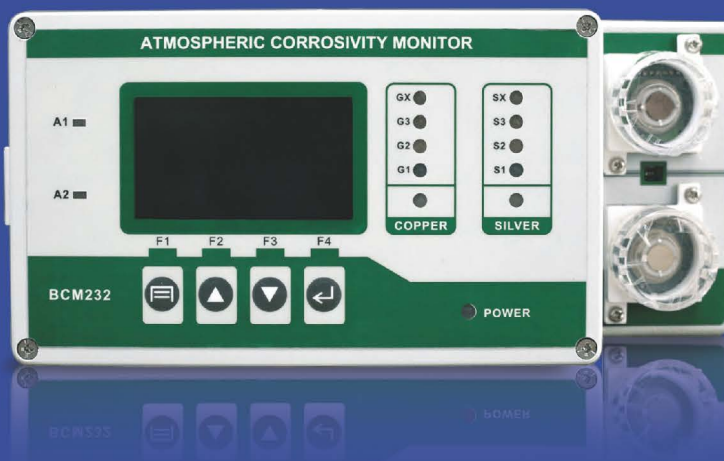 ATMOSPHERIC CORROSIVITY MONITOR
A1
A2
GX
G3
G2
G1
COPPER
SX
S3
S2
S1
SILVER
F1 F2 F3 F4
BCM232
POWER